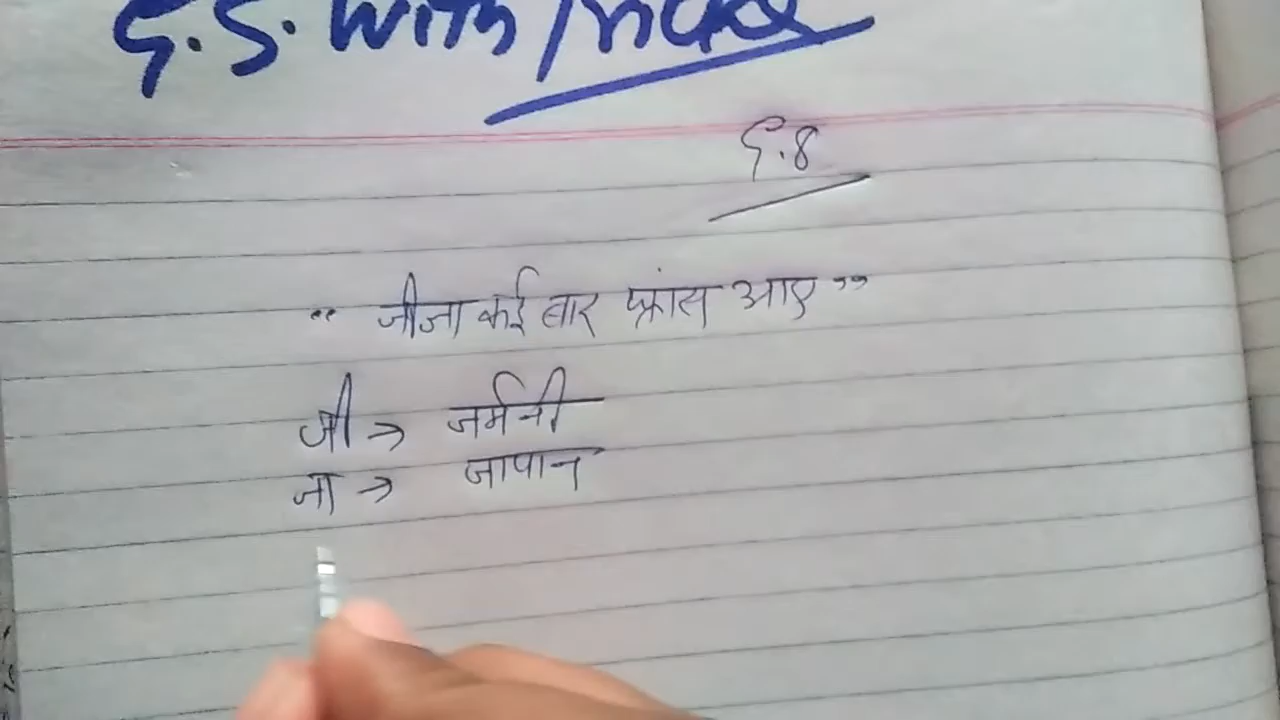 G.S. With Tricks
G.8
“ जीजा कई बार फ्रांस आए ”
जी → जर्मनी
जा → जापान